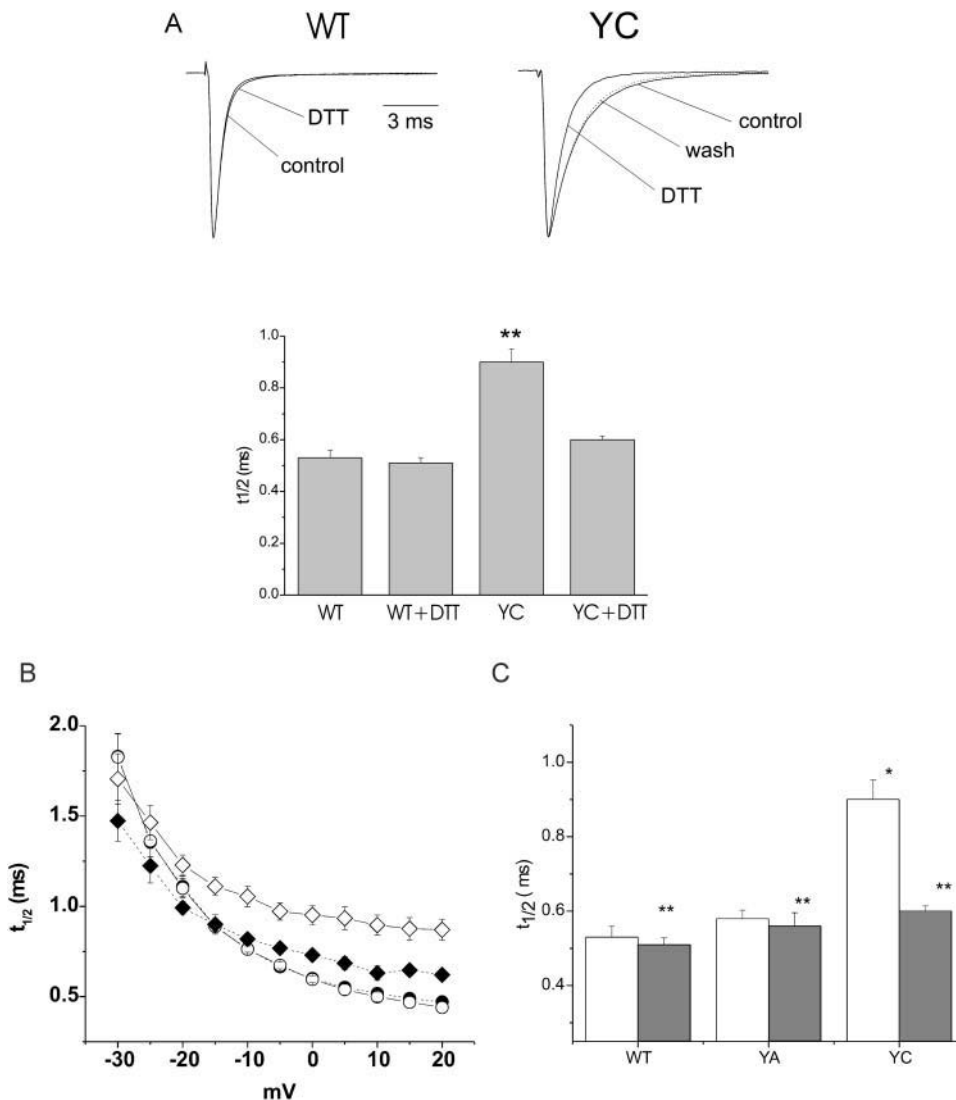 A
WT
YC
DTT
control
3 ms
control
wash
DTT
**
1.0
0.8
0.6
0.4
0.2
0.0
t1/2 (ms)
WT
WT+DTT
YC
YC+DTT
B
2.0
1.5
1.0
0.5
t1/2 (ms)
-30
-20
-10
0
10
20
mV
C
1.0
0.8
0.6
0.4
t1/2 ( ms)
**
**
*
**
WT
YA
YC